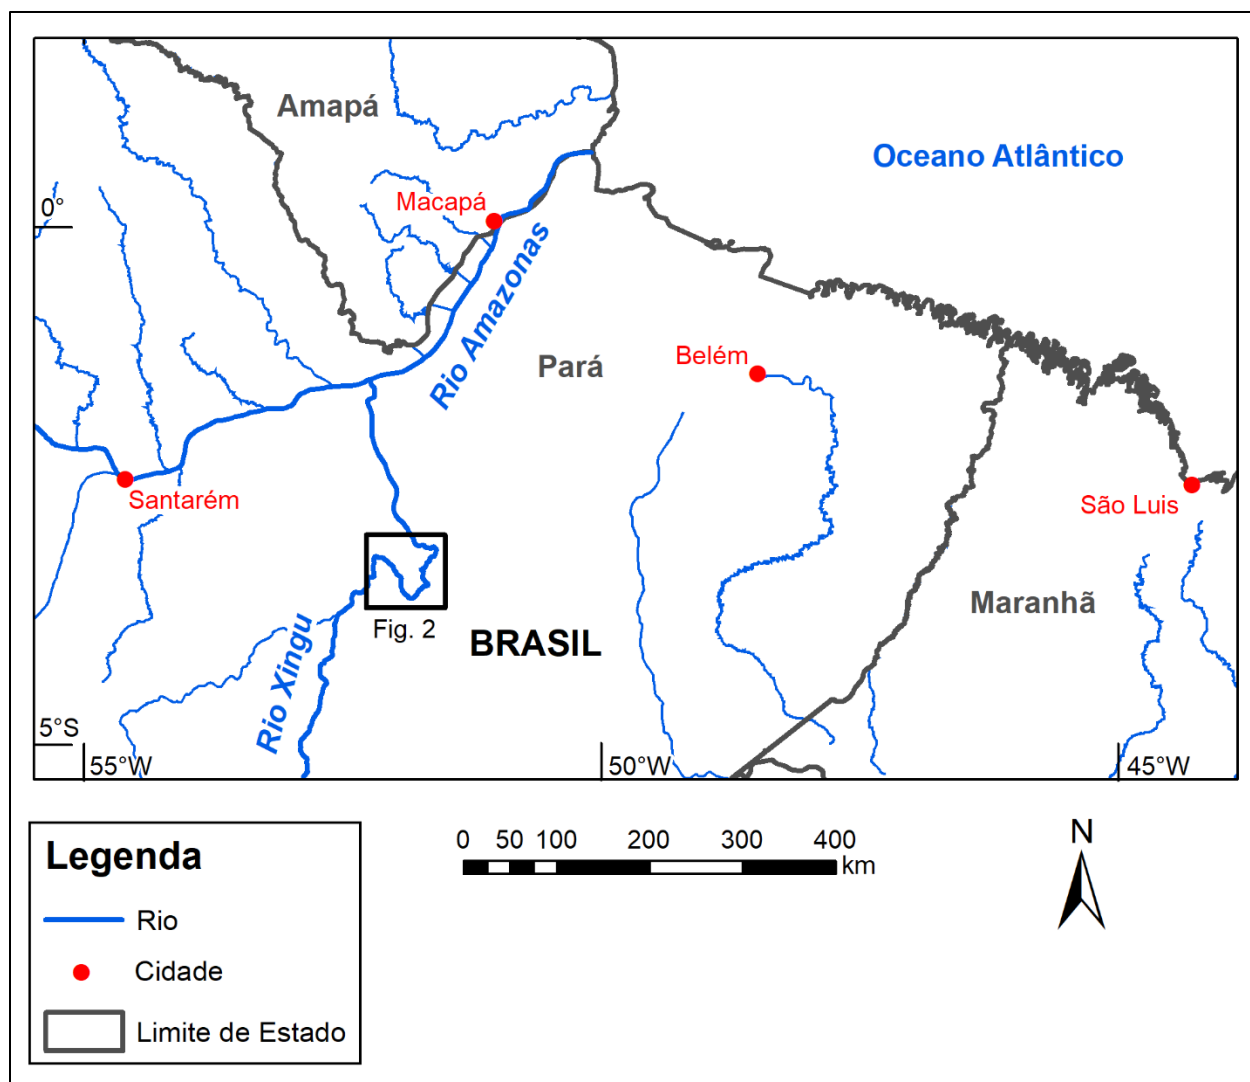 Amapá
Oceano Atlântico
Macapá
0°
Rio Amazonas
Pará
Belém
Santarém
São Luis
Maranhã
Fig. 2
BRASIL
Rio Xingu
5°S
55°W
50°W
45°W
Legenda
Rio
Cidade
Limite de Estado
0 50 100 200 300 400
km
N